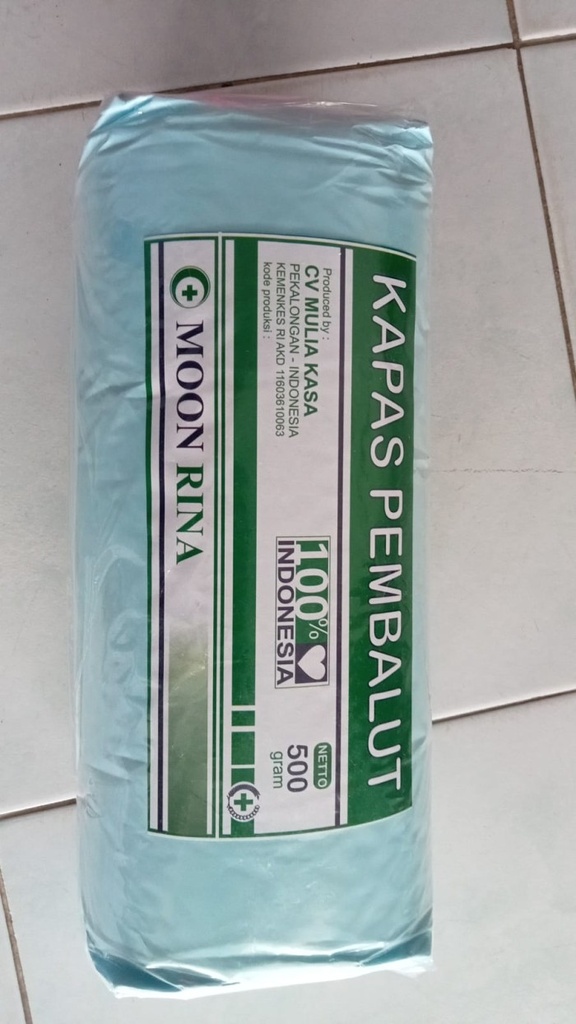 KAPAS PEMBALUT
Produced by :
CV MULIA KASA
PEKALONGAN - INDONESIA
KEMENKES RI AKD 11603610063
kode produksi :
100%
INDONESIA
NETTO
500
gram
MOON RINA